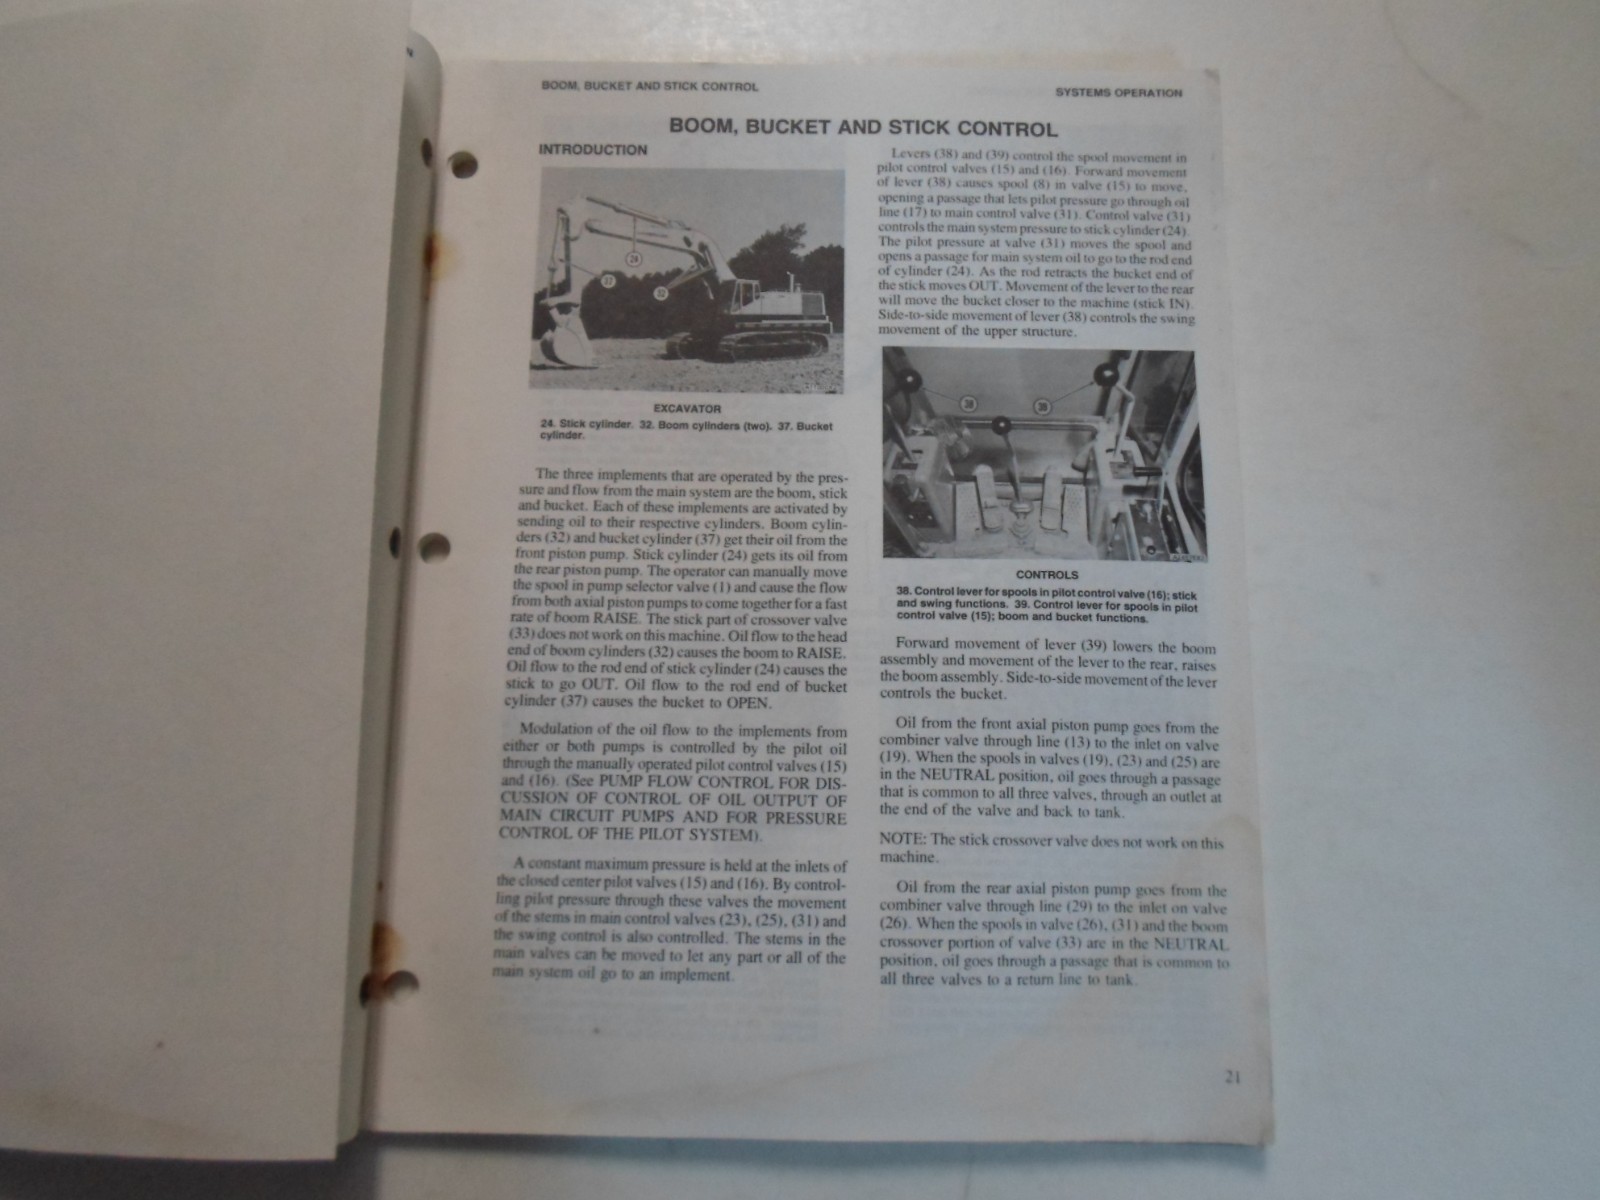 BOOM, BUCKET AND STICK CONTROL
SYSTEMS OPERATION
BOOM, BUCKET AND STICK CONTROL
INTRODUCTION
24
37
32
EXCAVATOR
24. Stick cylinder. 32. Boom cylinders (two). 37. Bucket
cylinder.
The three implements that are operated by the pres-
sure and flow from the main system are the boom, stick
and bucket. Each of these implements are activated by
sending oil to their respective cylinders. Boom cylin-
ders (32) and bucket cylinder (37) get their oil from the
front piston pump. Stick cylinder (24) gets its oil from
the rear piston pump. The operator can manually move
the spool in pump selector valve (1) and cause the flow
from both axial piston pumps to come together for a fast
rate of boom RAISE. The stick part of crossover valve
(33) does not work on this machine. Oil flow to the head
end of boom cylinders (32) causes the boom to RAISE.
Oil flow to the rod end of stick cylinder (24) causes the
stick to go OUT. Oil flow to the rod end of bucket
cylinder (37) causes the bucket to OPEN.
Modulation of the oil flow to the implements from
either or both pumps is controlled by the pilot oil
through the manually operated pilot control valves (15)
and (16). (See PUMP FLOW CONTROL FOR DIS-
CUSSION OF CONTROL OF OIL OUTPUT OF
MAIN CIRCUIT PUMPS AND FOR PRESSURE
CONTROL OF THE PILOT SYSTEM).
A constant maximum pressure is held at the inlets of
the closed center pilot valves (15) and (16). By control-
ling pilot pressure through these valves the movement
of the stems in main control valves (23), (25), (31) and
the swing control is also controlled. The stems in the
main valves can be moved to let any part or all of the
main system oil go to an implement.
Levers (38) and (39) control the spool movement in
pilot control valves (15) and (16). Forward movement
of lever (38) causes spool (8) in valve (15) to move,
opening a passage that lets pilot pressure go through oil
line (17) to main control valve (31). Control valve (31)
controls the main system pressure to stick cylinder (24).
The pilot pressure at valve (31) moves the spool and
opens a passage for main system oil to go to the rod end
of cylinder (24). As the rod retracts the bucket end of
the stick moves OUT. Movement of the lever to the rear
will move the bucket closer to the machine (stick IN).
Side-to-side movement of lever (38) controls the swing
movement of the upper structure.
38
39
CONTROLS
38. Control lever for spools in pilot control valve (16); stick
and swing functions. 39. Control lever for spools in pilot
control valve (15); boom and bucket functions.
Forward movement of lever (39) lowers the boom
assembly and movement of the lever to the rear, raises
the boom assembly. Side-to-side movement of the lever
controls the bucket.
Oil from the front axial piston pump goes from the
combiner valve through line (13) to the inlet on valve
(19). When the spools in valves (19), (23) and (25) are
in the NEUTRAL position, oil goes through a passage
that is common to all three valves, through an outlet at
the end of the valve and back to tank.
NOTE: The stick crossover valve does not work on this
machine.
Oil from the rear axial piston pump goes from the
combiner valve through line (29) to the inlet on valve
(26). When the spools in valve (26), (31) and the boom
crossover portion of valve (33) are in the NEUTRAL
position, oil goes through a passage that is common to
all three valves to a return line to tank.
21